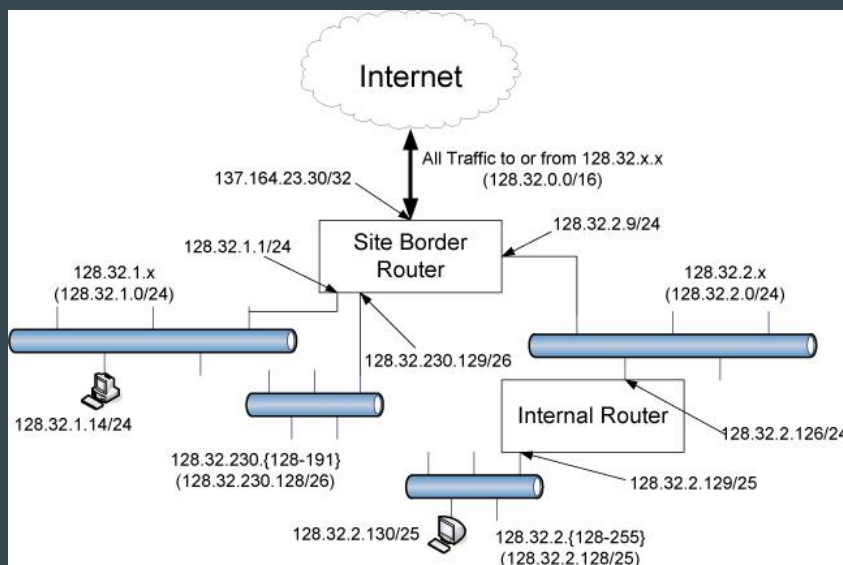 Internet
All Traffic to or from 128.32.x.x
(128.32.0.0/16)
137.164.23.30/32
128.32.1.1/24
Site Border
Router
128.32.2.9/24
128.32.1.x
(128.32.1.0/24)
128.32.2.x
(128.32.2.0/24)
128.32.230.129/26
128.32.1.14/24
Internal Router
128.32.2.126/24
128.32.230.{128-191}
(128.32.230.128/26)
128.32.2.129/25
128.32.2.130/25
128.32.2.{128-255}
(128.32.2.128/25)